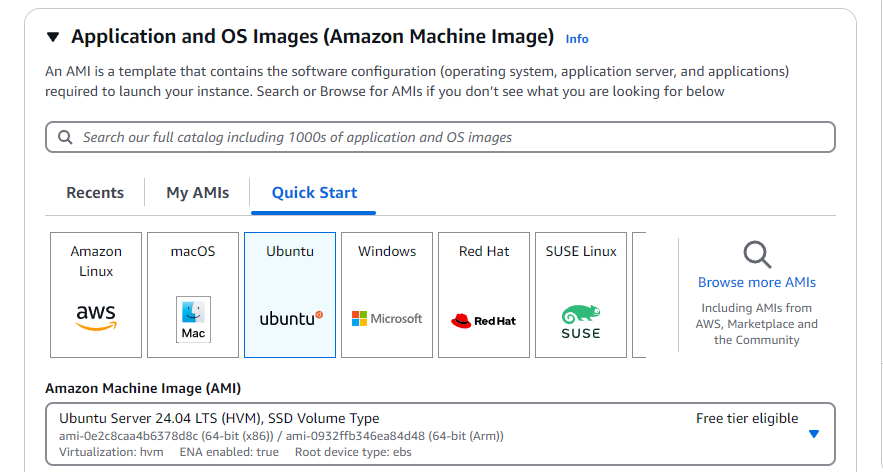 Application and OS Images (Amazon Machine Image) Info
An AMI is a template that contains the software configuration (operating system, application server, and applications)
required to launch your instance. Search or Browse for AMIs if you don’t see what you are looking for below
Search our full catalog including 1000s of application and OS images
Recents My AMIs Quick Start
Amazon
Linux
aws
macOS
Mac
Ubuntu
ubuntu
Windows
Microsoft
Red Hat
Red Hat
SUSE Linux
SUSE
Browse more AMIs
Including AMIs from
AWS, Marketplace and
the Community
Amazon Machine Image (AMI)
Ubuntu Server 24.04 LTS (HVM), SSD Volume Type Free tier eligible
ami-0e2c8caa4b6378d8c (64-bit (x86)) / ami-0932ffb346ea84d48 (64-bit (Arm))
Virtualization: hvm ENA enabled: true Root device type: ebs